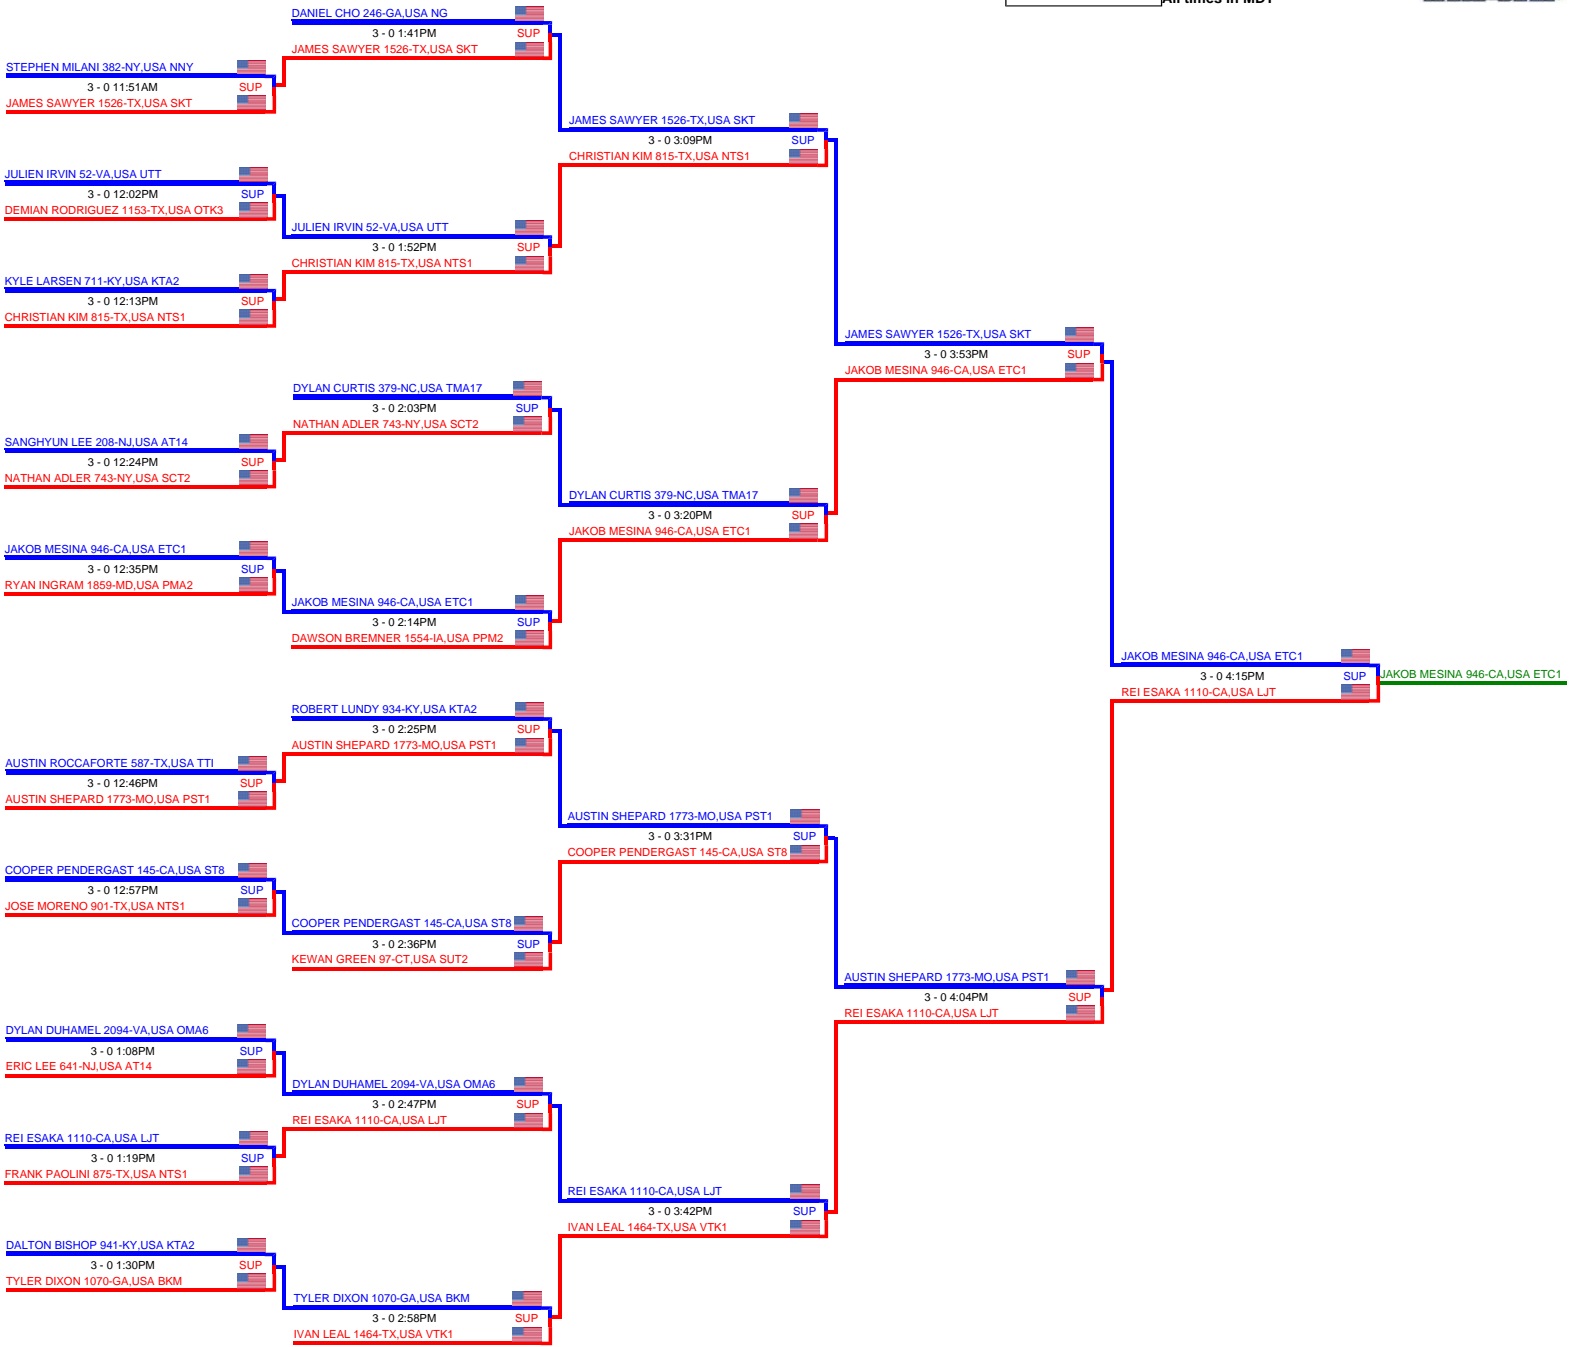 All times in MDT
DANIEL CHO 246-GA,USA NG
3 - 0 1:41PM SUP
JAMES SAWYER 1526-TX,USA SKT
STEPHEN MILANI 382-NY,USA NNY
3 - 0 11:51AM SUP
JAMES SAWYER 1526-TX,USA SKT
JAMES SAWYER 1526-TX,USA SKT
3 - 0 3:09PM SUP
CHRISTIAN KIM 815-TX,USA NTS1
JULIEN IRVIN 52-VA,USA UTT
3 - 0 12:02PM SUP
DEMIAN RODRIGUEZ 1153-TX,USA OTK3
JULIEN IRVIN 52-VA,USA UTT
3 - 0 1:52PM SUP
CHRISTIAN KIM 815-TX,USA NTS1
KYLE LARSEN 711-KY,USA KTA2
3 - 0 12:13PM SUP
CHRISTIAN KIM 815-TX,USA NTS1
JAMES SAWYER 1526-TX,USA SKT
3 - 0 3:53PM SUP
JAKOB MESINA 946-CA,USA ETC1
DYLAN CURTIS 379-NC,USA TMA17
3 - 0 2:03PM SUP
NATHAN ADLER 743-NY,USA SCT2
SANGHYUN LEE 208-NJ,USA AT14
3 - 0 12:24PM SUP
NATHAN ADLER 743-NY,USA SCT2
DYLAN CURTIS 379-NC,USA TMA17
3 - 0 3:20PM SUP
JAKOB MESINA 946-CA,USA ETC1
JAKOB MESINA 946-CA,USA ETC1
3 - 0 12:35PM SUP
RYAN INGRAM 1859-MD,USA PMA2
JAKOB MESINA 946-CA,USA ETC1
3 - 0 2:14PM SUP
DAWSON BREMNER 1554-IA,USA PPM2
JAKOB MESINA 946-CA,USA ETC1
3 - 0 4:15PM SUP
REI ESAKA 1110-CA,USA LJT
JAKOB MESINA 946-CA,USA ETC1
ROBERT LUNDY 934-KY,USA KTA2
3 - 0 2:25PM SUP
AUSTIN SHEPARD 1773-MO,USA PST1
AUSTIN ROCCAFORTE 587-TX,USA TTI
3 - 0 12:46PM SUP
AUSTIN SHEPARD 1773-MO,USA PST1
AUSTIN SHEPARD 1773-MO,USA PST1
3 - 0 3:31PM SUP
COOPER PENDERGAST 145-CA,USA ST8
COOPER PENDERGAST 145-CA,USA ST8
3 - 0 12:57PM SUP
JOSE MORENO 901-TX,USA NTS1
COOPER PENDERGAST 145-CA,USA ST8
3 - 0 2:36PM SUP
KEWAN GREEN 97-CT,USA SUT2
AUSTIN SHEPARD 1773-MO,USA PST1
3 - 0 4:04PM SUP
REI ESAKA 1110-CA,USA LJT
DYLAN DUHAMEL 2094-VA,USA OMA6
3 - 0 1:08PM SUP
ERIC LEE 641-NJ,USA AT14
DYLAN DUHAMEL 2094-VA,USA OMA6
3 - 0 2:47PM SUP
REI ESAKA 1110-CA,USA LJT
REI ESAKA 1110-CA,USA LJT
3 - 0 1:19PM SUP
FRANK PAOLINI 875-TX,USA NTS1
REI ESAKA 1110-CA,USA LJT
3 - 0 3:42PM SUP
IVAN LEAL 1464-TX,USA VTK1
DALTON BISHOP 941-KY,USA KTA2
3 - 0 1:30PM SUP
TYLER DIXON 1070-GA,USA BKM
TYLER DIXON 1070-GA,USA BKM
3 - 0 2:58PM SUP
IVAN LEAL 1464-TX,USA VTK1